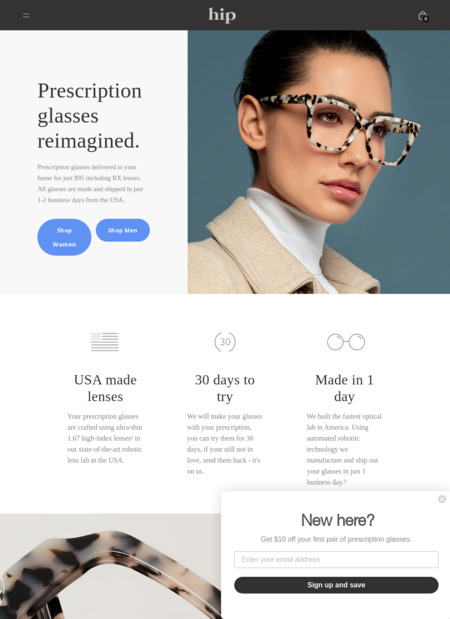 hip
0
Prescription
glasses
reimagined.
Prescription glasses delivered to your
home for just $95 including RX lenses.
All glasses are made and shipped in just
1-2 business days from the USA.
Shop
Women
Shop Men
30
USA made
lenses
Your prescription glasses
are crafted using ultra-thin
1.67 high-index lenses¹ in
our state-of-the-art robotic
lens lab in the USA.
30 days to
try
We will make your glasses
with your prescription,
you can try them for 30
days, if your still not in
love, send them back - it's
on us.
Made in 1
day
We built the fastest optical
lab in America. Using
automated robotic
technology we
manufacture and ship out
your glasses in just 1
business day.³
New here?
Get $10 off your first pair of prescription glasses.
Enter your email address
Sign up and save